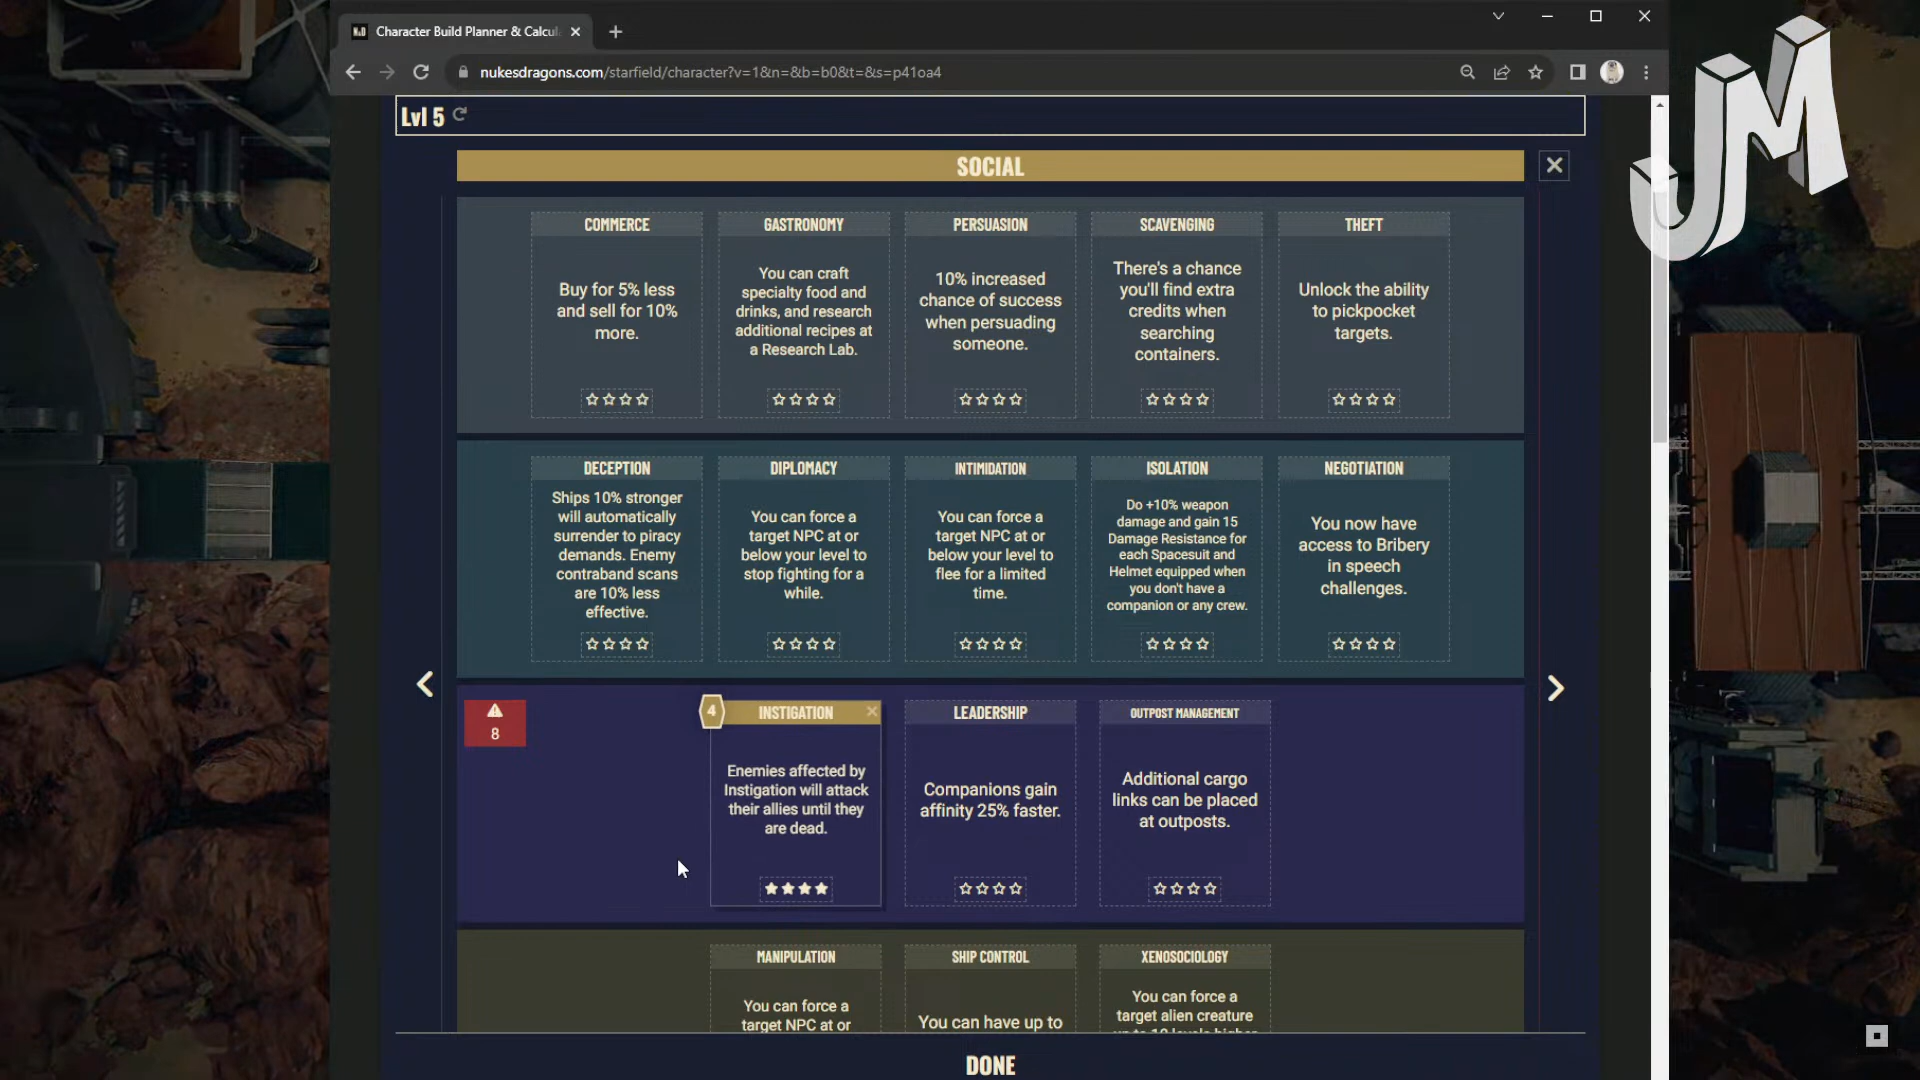 Character Build Planner & Calcul
nukesdragons.com/starfield/character?v=1&n=&b=b0&t=&s=p41oa4
JM
Lvl 5
SOCIAL
COMMERCE
Buy for 5% less
and sell for 10%
more.
GASTRONOMY
You can craft
specialty food and
drinks, and research
additional recipes at
a Research Lab.
PERSUASION
10% increased
chance of success
when persuading
someone.
SCAVENGING
There's a chance
you'll find extra
credits when
searching
containers.
THEFT
Unlock the ability
to pickpocket
targets.
DECEPTION
Ships 10% stronger
will automatically
surrender to piracy
demands. Enemy
contraband scans
are 10% less
effective.
DIPLOMACY
You can force a
target NPC at or
below your level to
stop fighting for a
while.
INTIMIDATION
You can force a
target NPC at or
below your level to
flee for a limited
time.
ISOLATION
Do +10% weapon
damage and gain 15
Damage Resistance for
each Spacesuit and
Helmet equipped when
you don't have a
companion or any crew.
NEGOTIATION
You now have
access to Bribery
in speech
challenges.
8
4
INSTIGATION
Enemies affected by
Instigation will attack
their allies until they
are dead.
LEADERSHIP
Companions gain
affinity 25% faster.
OUTPOST MANAGEMENT
Additional cargo
links can be placed
at outposts.
MANIPULATION
You can force a
target NPC at or
SHIP CONTROL
You can have up to
XENOSOCIOLOGY
You can force a
target alien creature
up to 10 levels higher
DONE